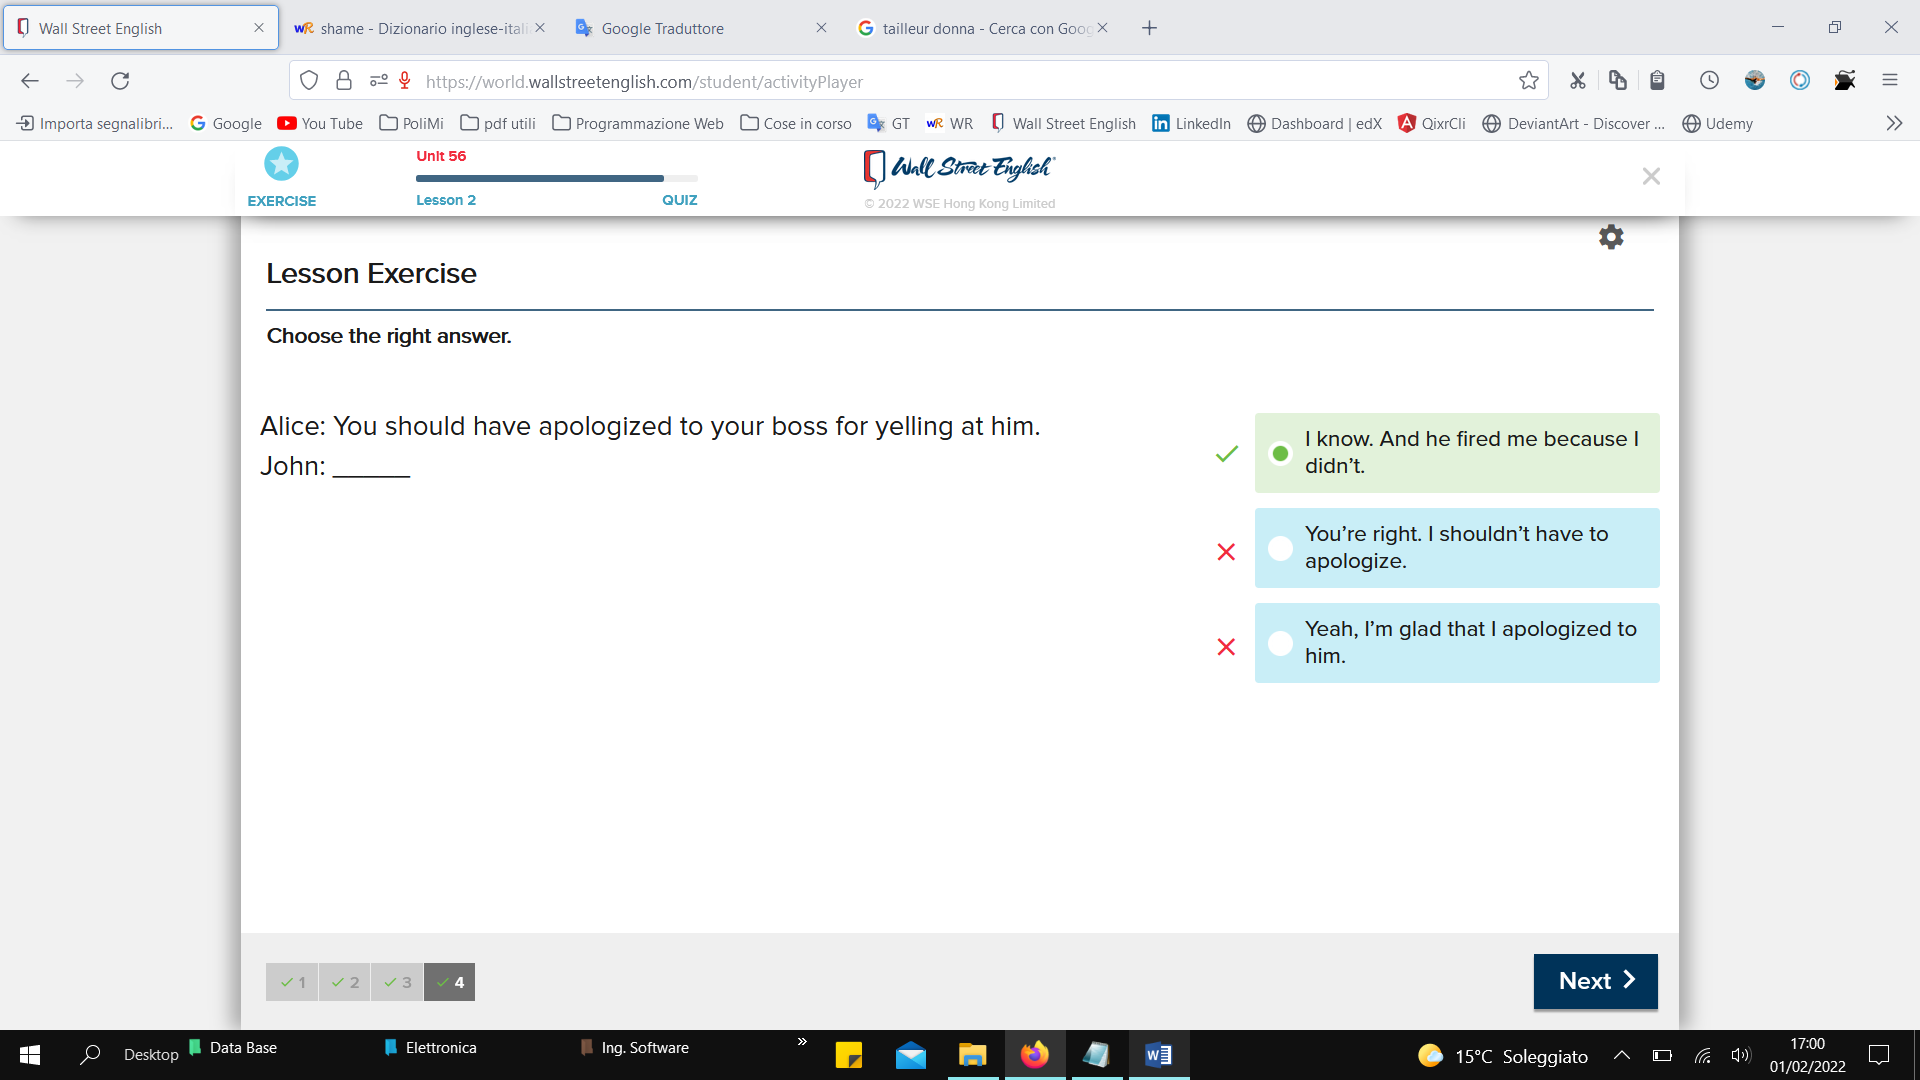 Wall Street English
shame - Dizionario inglese-itali
Google Traduttore
tailleur donna - Cerca con Goog
https://world.wallstreetenglish.com/student/activityPlayer
Importa segnalibri...
Google
You Tube
PoliMi
pdf utili
Programmazione Web
Cose in corso
GT
WR
Wall Street English
LinkedIn
Dashboard | edX
QixrCli
DeviantArt - Discover ...
Udemy
EXERCISE
Unit 56
Lesson 2
QUIZ
Wall Street English
© 2022 WSE Hong Kong Limited
Lesson Exercise
Choose the right answer.
Alice: You should have apologized to your boss for yelling at him.
John: _____
I know. And he fired me because I
didn’t.
You’re right. I shouldn’t have to
apologize.
Yeah, I’m glad that I apologized to
him.
1
2
3
4
Next
Desktop
Data Base
Elettronica
Ing. Software
15°C Soleggiato
17:00
01/02/2022